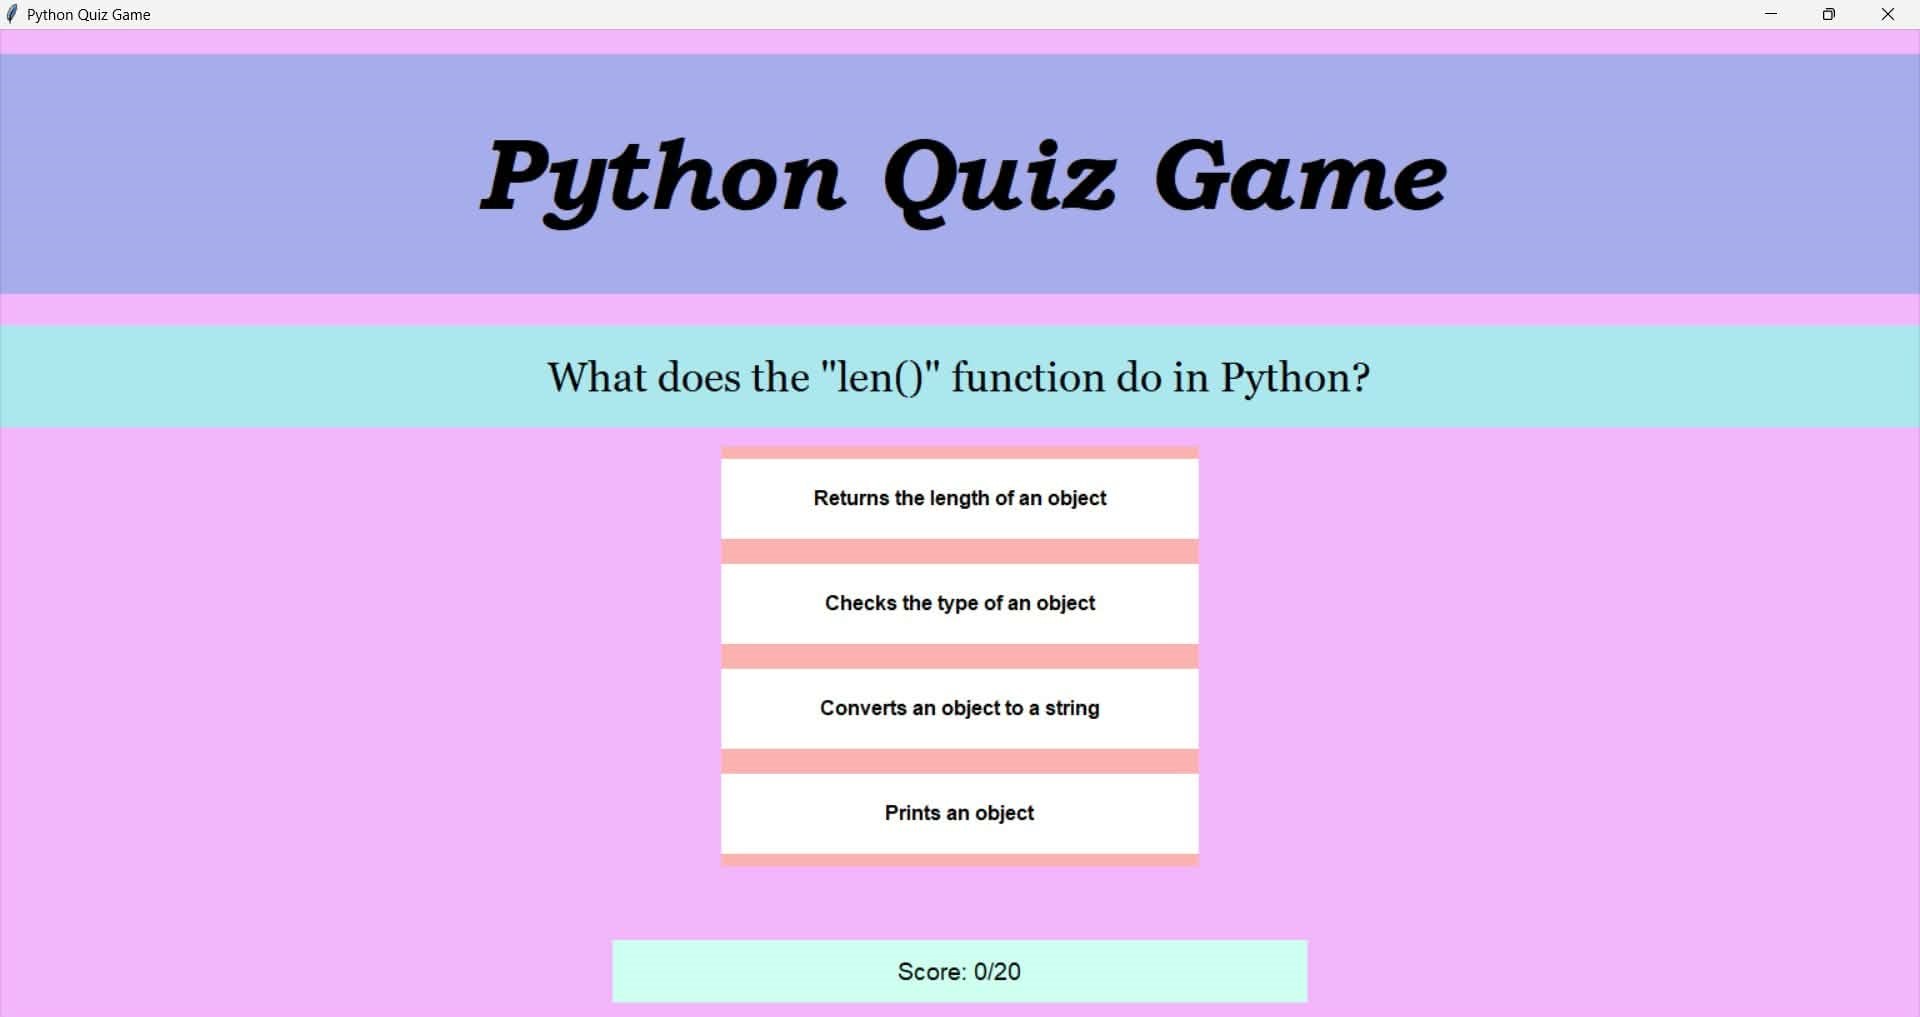 Python Quiz Game
Python Quiz Game
What does the "len()" function do in Python?
Returns the length of an object
Checks the type of an object
Converts an object to a string
Prints an object
Score: 0/20